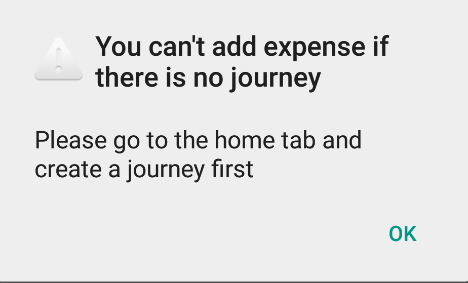 You can't add expense if
there is no journey
Please go to the home tab and
create a journey first
OK